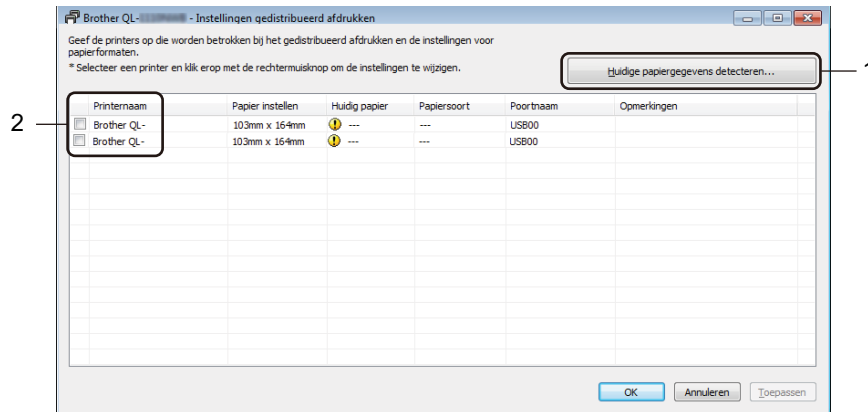 Brother QL- - Instellingen gedistribueerd afdrukken
Geef de printers op die worden betrokken bij het gedistribueerd afdrukken en de instellingen voor
papierformaten.
* Selecteer een printer en klik erop met de rechtermuisknop om de instellingen te wijzigen.
Huidige papiergegevens detecteren...
1
2
Printernaam Papier instellen Huidig papier Papiersoort Poortnaam Opmerkingen
Brother QL- 103mm x 164mm --- --- USB00
Brother QL- 103mm x 164mm --- --- USB00
OK Annuleren Toepassen